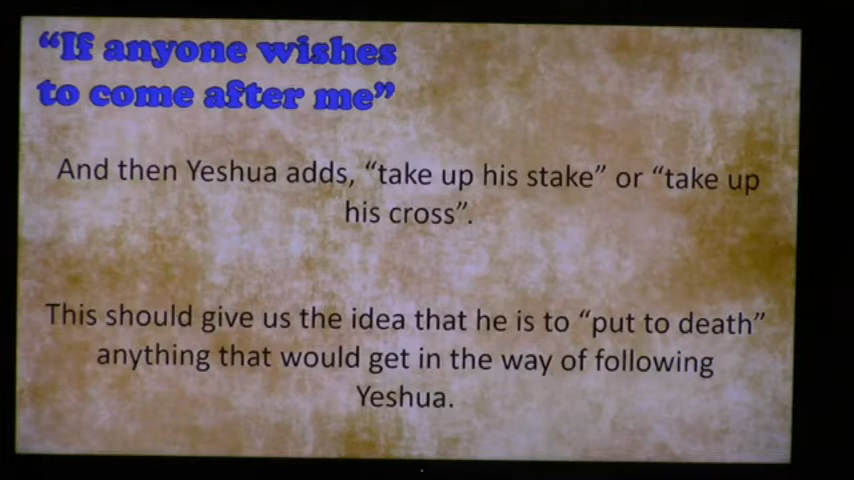 “If anyone wishes
to come after me”
And then Yeshua adds, “take up his stake” or “take up
his cross”.
This should give us the idea that he is to “put to death”
anything that would get in the way of following
Yeshua.